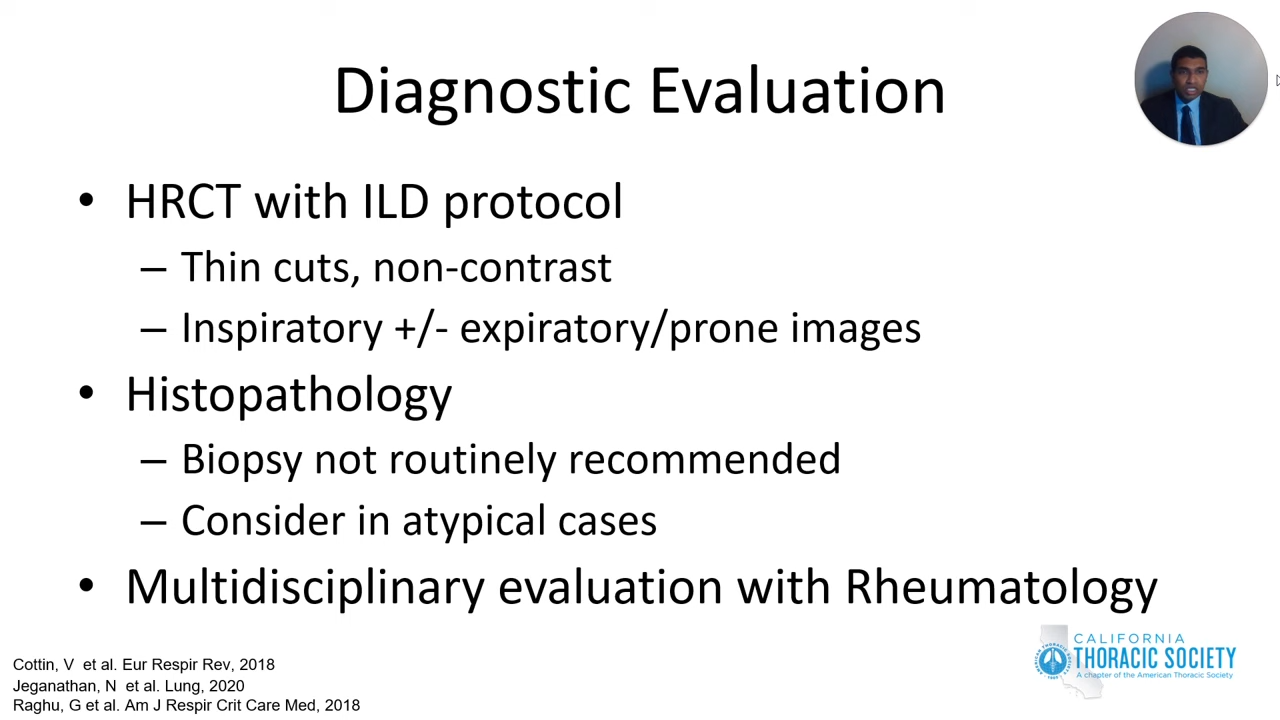 Diagnostic Evaluation
• HRCT with ILD protocol
– Thin cuts, non-contrast
– Inspiratory +/- expiratory/prone images
• Histopathology
– Biopsy not routinely recommended
– Consider in atypical cases
• Multidisciplinary evaluation with Rheumatology
Cottin, V et al. Eur Respir Rev, 2018
Jeganathan, N et al. Lung, 2020
Raghu, G et al. Am J Respir Crit Care Med, 2018
CALIFORNIA
THORACIC SOCIETY
A chapter of the American Thoracic Society